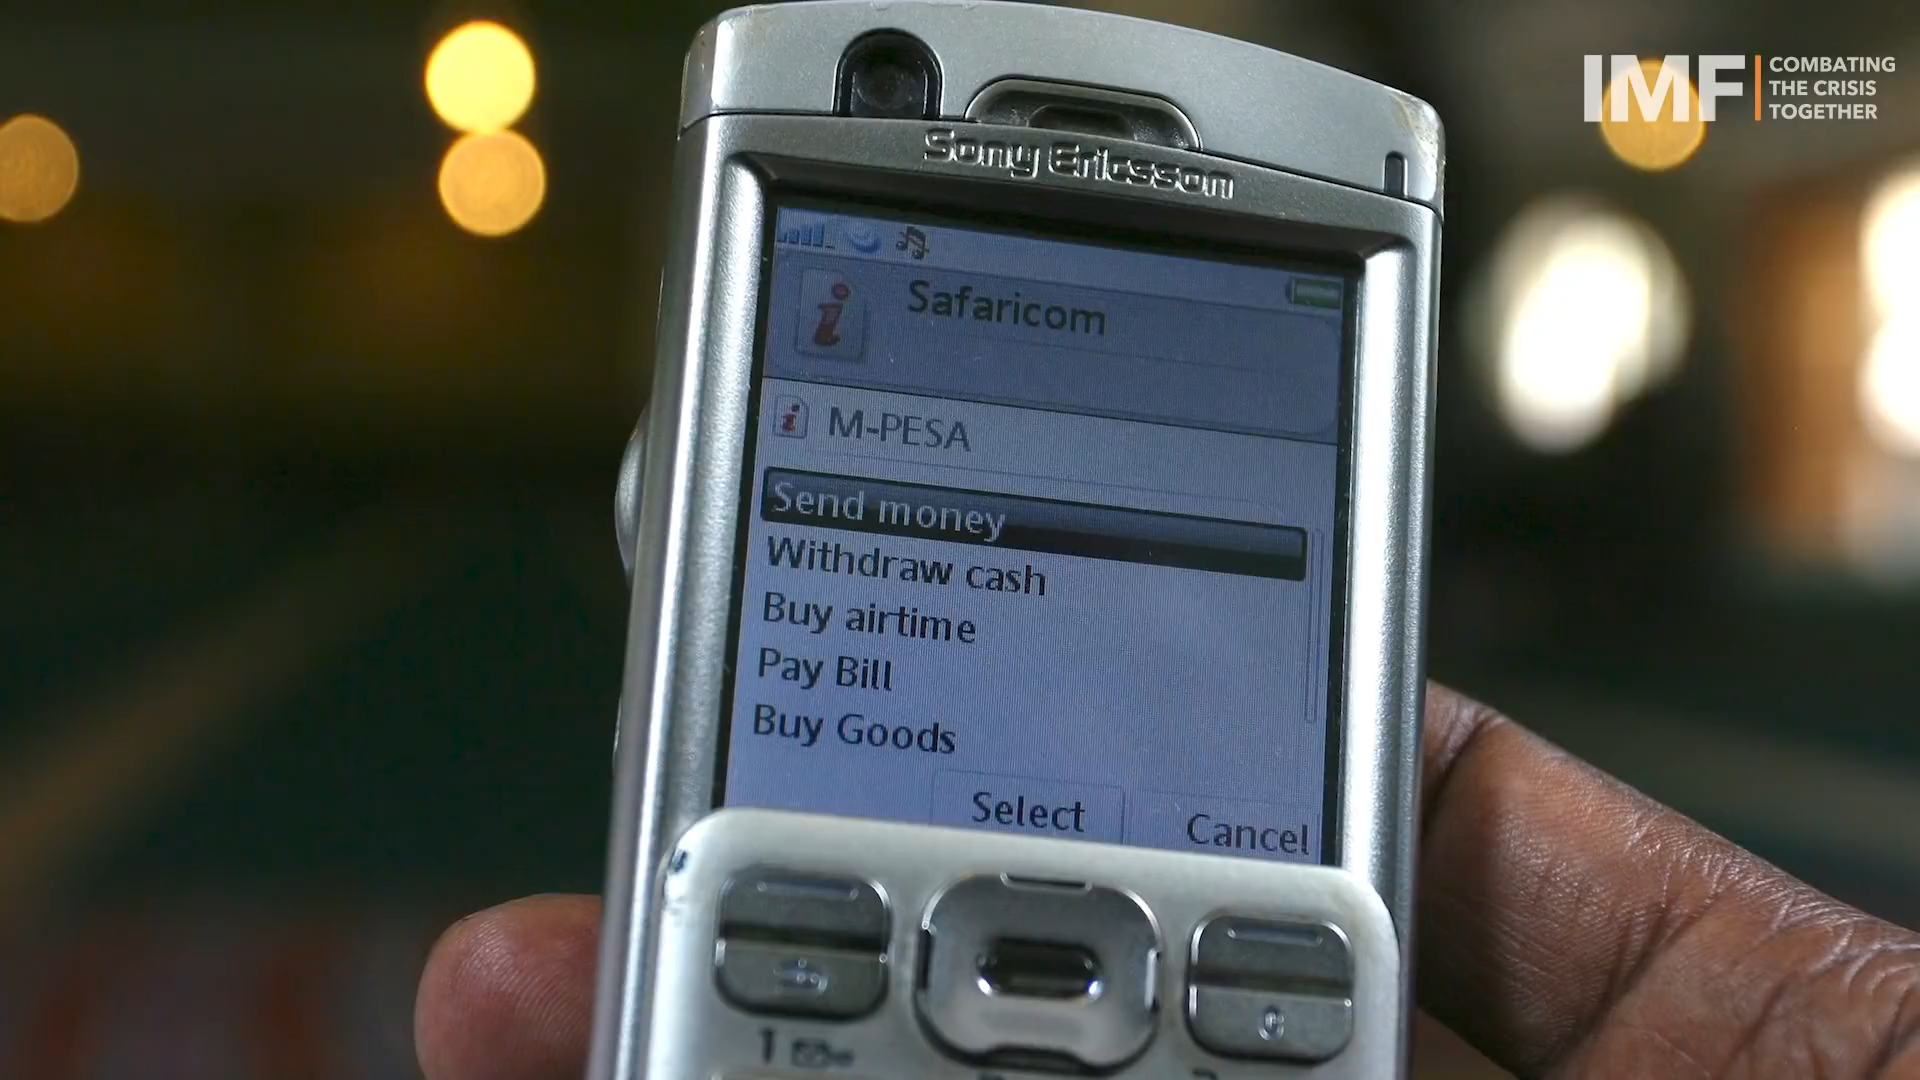 IMF
COMBATING
THE CRISIS
TOGETHER
Sony Ericsson
Safaricom
M-PESA
Send money
Withdraw cash
Buy airtime
Pay Bill
Buy Goods
Select
Cancel
1